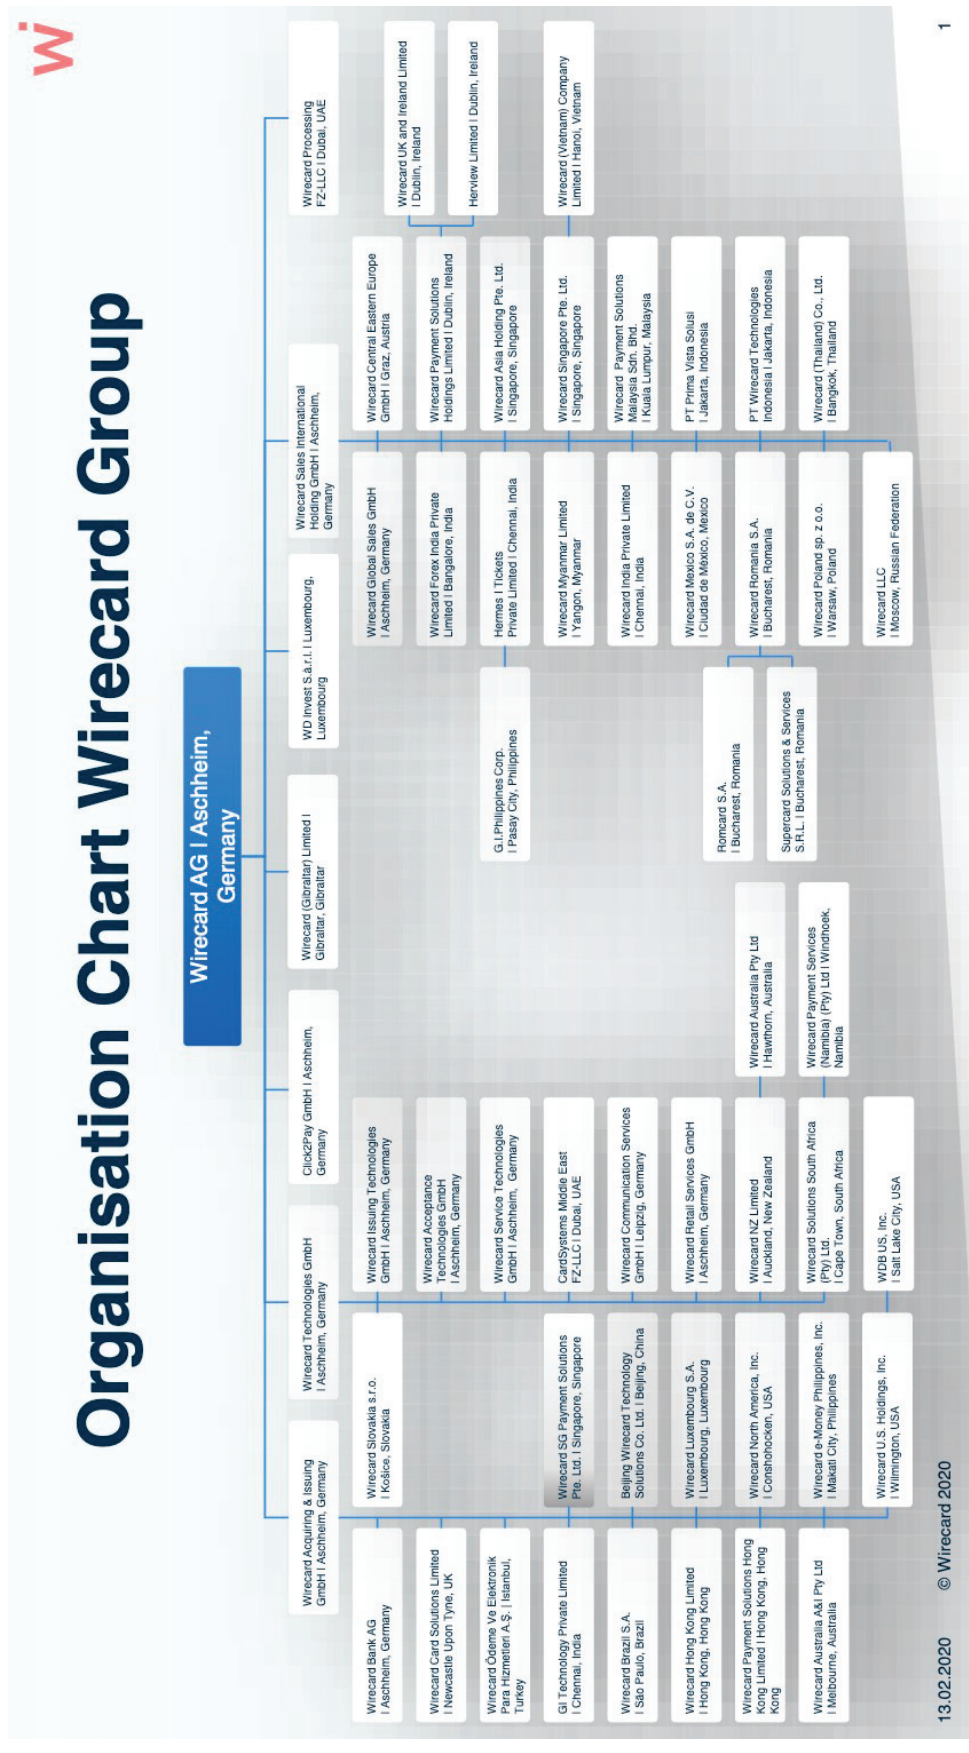 wi
Organisation Chart Wirecard Group
Wirecard AG I Aschheim,
Germany
Wirecard Acquiring & Issuing
GmbH I Aschheim, Germany
Wirecard Technologies GmbH
I Aschheim, Germany
Click2Pay GmbH I Aschheim,
Germany
Wirecard (Gibraltar) Limited I
Gibraltar, Gibraltar
WD Invest S.à.r.l. I Luxembourg,
Luxembourg
Wirecard Sales International
Holding GmbH I Aschheim,
Germany
Wirecard Processing
FZ-LLC I Dubai, UAE
Wirecard Bank AG
I Aschheim, Germany
Wirecard Slovakia s.r.o.
I Košice, Slovakia
Wirecard Issuing Technologies
GmbH I Aschheim, Germany
Wirecard Global Sales GmbH
I Aschheim, Germany
Wirecard Central Eastern Europe
GmbH I Graz, Austria
Wirecard Card Solutions Limited
I Newcastle Upon Tyne, UK
Wirecard Acceptance
Technologies GmbH
I Aschheim, Germany
Wirecard Forex India Private
Limited I Bangalore, India
Wirecard Payment Solutions
Holdings Limited I Dublin, Ireland
Wirecard UK and Ireland Limited
I Dublin, Ireland
Herview Limited I Dublin, Ireland
Wirecard Ödeme Ve Elektronik
Para Hizmetleri A.Ş. I Istanbul,
Turkey
Wirecard Service Technologies
GmbH I Aschheim, Germany
G.I.Philippines Corp.
I Pasay City, Philippines
Hermes I Tickets
Private Limited I Chennai, India
Wirecard Asia Holding Pte. Ltd.
I Singapore, Singapore
GI Technology Private Limited
I Chennai, India
Wirecard SG Payment Solutions
Pte. Ltd. I Singapore, Singapore
CardSystems Middle East
FZ-LLC I Dubai, UAE
Wirecard Myanmar Limited
I Yangon, Myanmar
Wirecard Singapore Pte. Ltd.
I Singapore, Singapore
Wirecard (Vietnam) Company
Limited I Hanoi, Vietnam
Wirecard Brazil S.A.
I São Paulo, Brazil
Beijing Wirecard Technology
Solutions Co. Ltd. I Beijing, China
Wirecard Communication Services
GmbH I Leipzig, Germany
Wirecard India Private Limited
I Chennai, India
Wirecard Payment Solutions
Malaysia Sdn. Bhd.
I Kuala Lumpur, Malaysia
Wirecard Hong Kong Limited
I Hong Kong, Hong Kong
Wirecard Luxembourg S.A.
I Luxembourg, Luxembourg
Wirecard Retail Services GmbH
I Aschheim, Germany
Wirecard Mexico S.A. de C.V.
I Ciudad de México, Mexico
PT Prima Vista Solusi
I Jakarta, Indonesia
Wirecard Payment Solutions Hong
Kong Limited I Hong Kong, Hong
Kong
Wirecard North America, Inc.
I Conshohocken, USA
Wirecard NZ Limited
I Auckland, New Zealand
Wirecard Australia Pty Ltd
I Hawthorn, Australia
Romcard S.A.
I Bucharest, Romania
Wirecard Romania S.A.
I Bucharest, Romania
PT Wirecard Technologies
Indonesia I Jakarta, Indonesia
Supercard Solutions & Services
S.R.L. I Bucharest, Romania
Wirecard Australia A&I Pty Ltd
I Melbourne, Australia
Wirecard e-Money Philippines, Inc.
I Makati City, Philippines
Wirecard Solutions South Africa
(Pty) Ltd.
I Cape Town, South Africa
Wirecard Payment Services
(Namibia) (Pty) Ltd I Windhoek,
Namibia
Wirecard Poland sp. z o.o.
I Warsaw, Poland
Wirecard (Thailand) Co., Ltd.
I Bangkok, Thailand
Wirecard U.S. Holdings, Inc.
I Wilmington, USA
WDB US, Inc.
I Salt Lake City, USA
Wirecard LLC
I Moscow, Russian Federation
13.02.2020
© Wirecard 2020
1